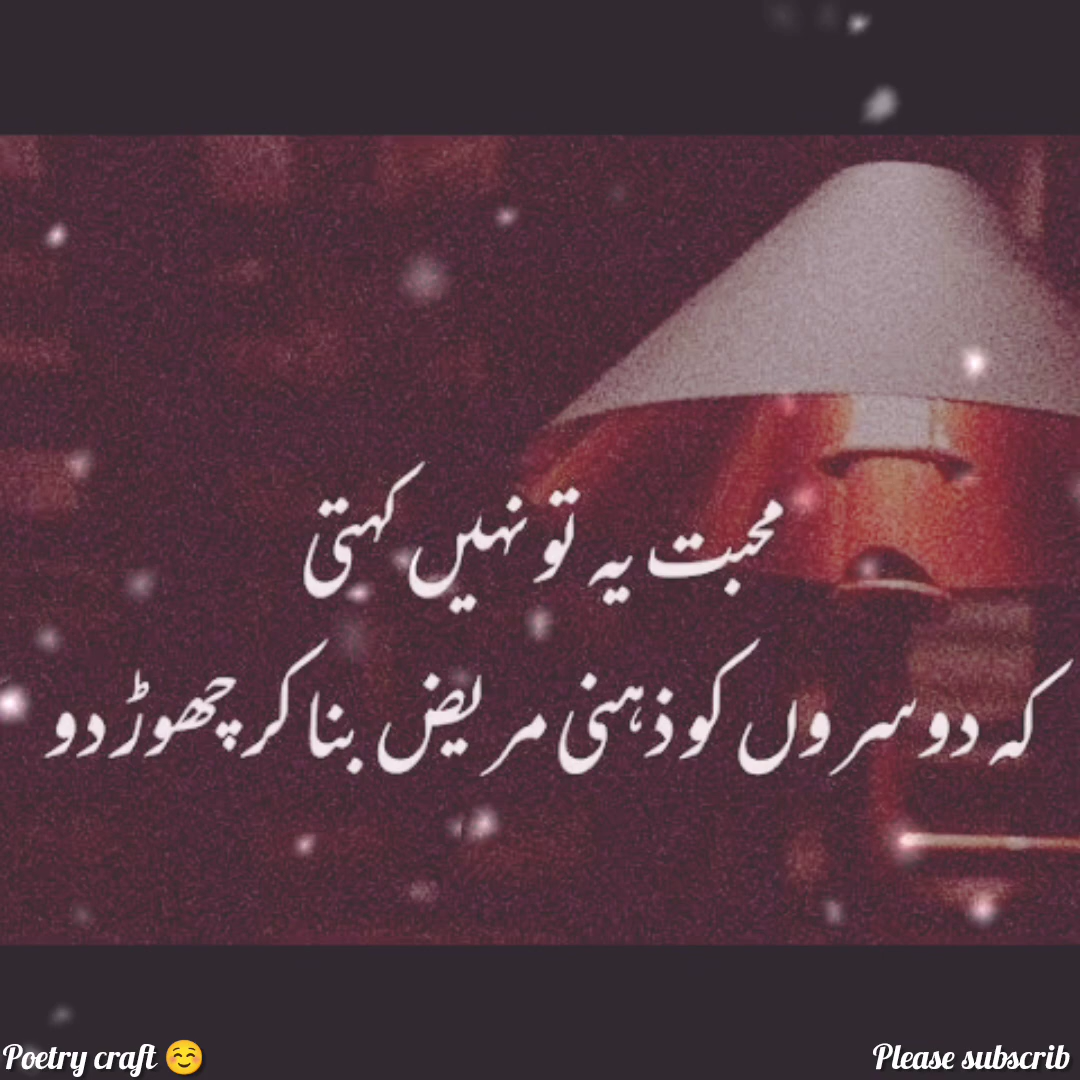 محبت یہ تو نہیں کہتی
کہ دوسروں کو ذہنی مریض بنا کر چھوڑ دو
Poetry craft ☺️
Please subscrib